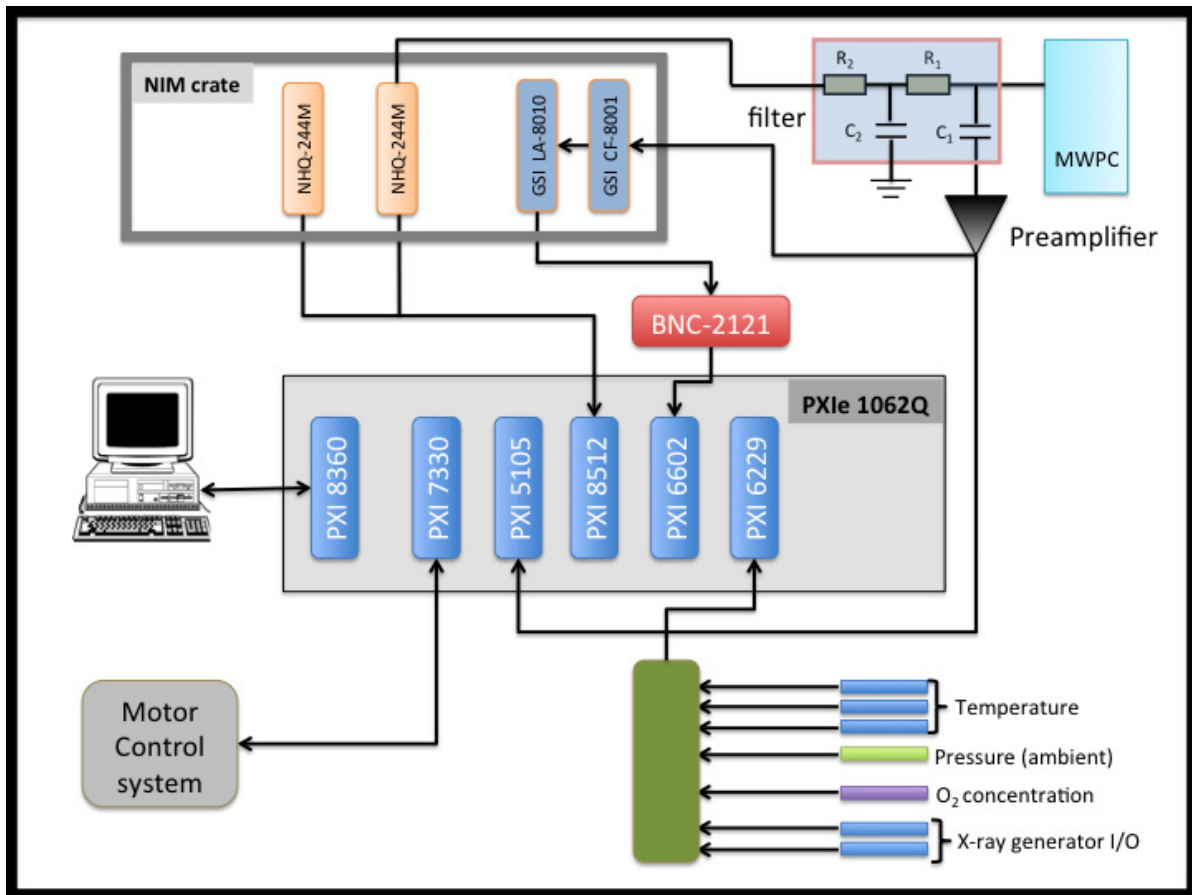 NIM crate
NHQ-244M
NHQ-244M
GSI LA-8010
GSI CF-8001
filter
R2
R1
C2
C1
MWPC
Preamplifier
BNC-2121
PXIe 1062Q
PXI 8360
PXI 7330
PXI 5105
PXI 8512
PXI 6602
PXI 6229
Motor
Control
system
Temperature
Pressure (ambient)
O2 concentration
X-ray generator I/O